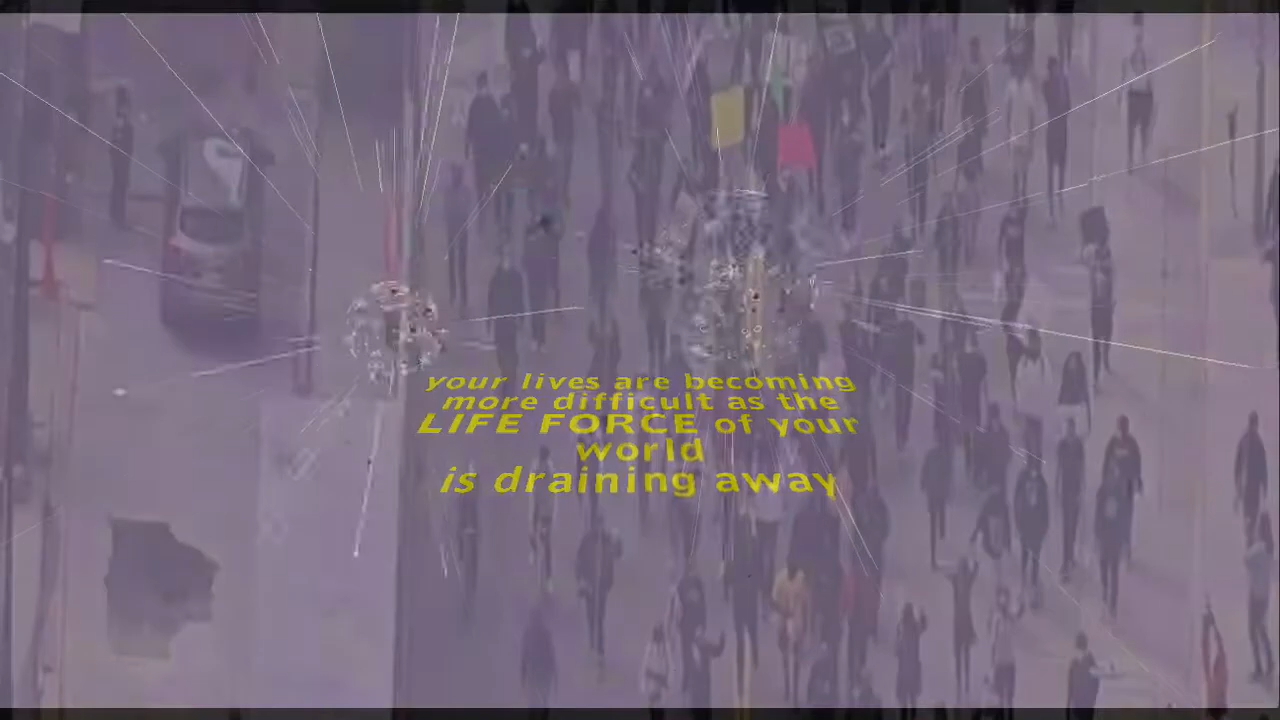 your lives are becoming
more difficult as the
LIFE FORCE of your
world
is draining away